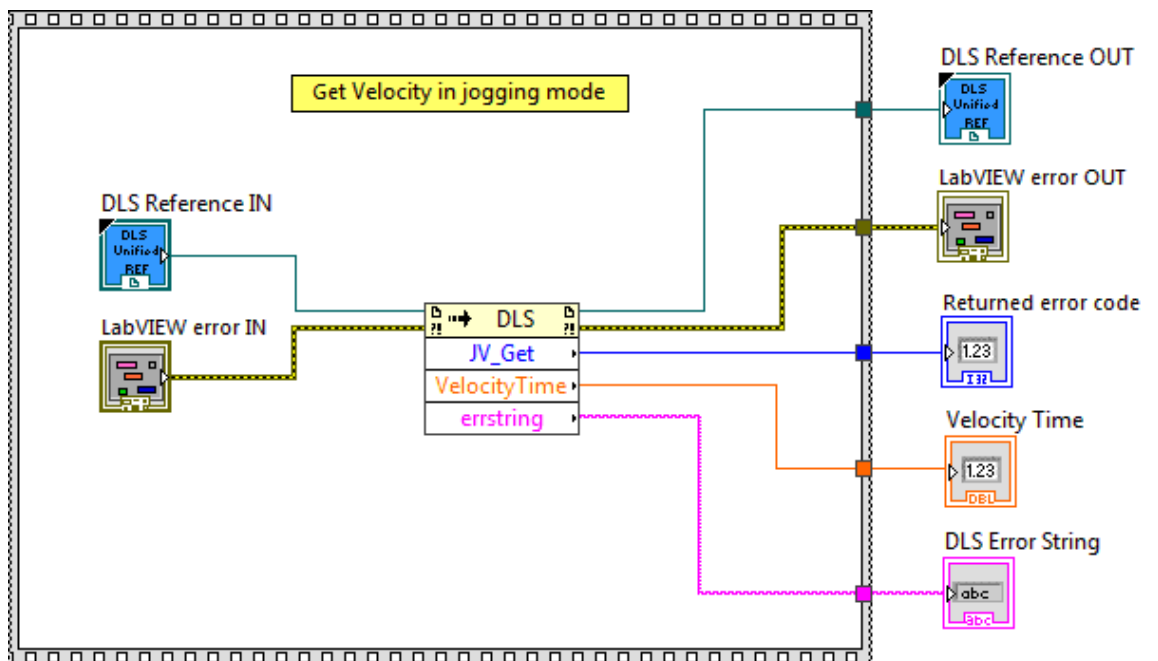 DLS Reference OUT
DLS
Unified
REF
Get Velocity in jogging mode
LabVIEW error OUT
DLS Reference IN
DLS
Unified
REF
LabVIEW error IN
?! DLS ?!
JV_Get
VelocityTime
errstring
Returned error code
1.23
I32
Velocity Time
1.23
DBL
DLS Error String
abc
abc